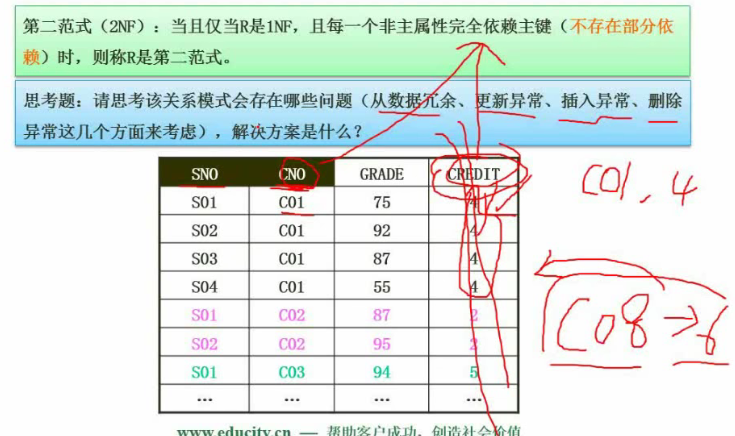 第二范式（2NF）：当且仅当R是1NF，且每一个非主属性完全依赖主键（不存在部分依
赖）时，则称R是第二范式。
思考题：请思考该关系模式会存在哪些问题（从数据冗余、更新异常、插入异常、删除
异常这几个方面来考虑），解决方案是什么？
SNO CNO GRADE CREDIT
S01 C01 75 4
C01, 4
S02 C01 92 4
S03 C01 87 4
S04 C01 55 4
S01 C02 87 2
C08→6
S02 C02 95 2
S01 C03 94 5
... ... ... ...
www.educity.cn — 帮助客户成功，创造社会价值